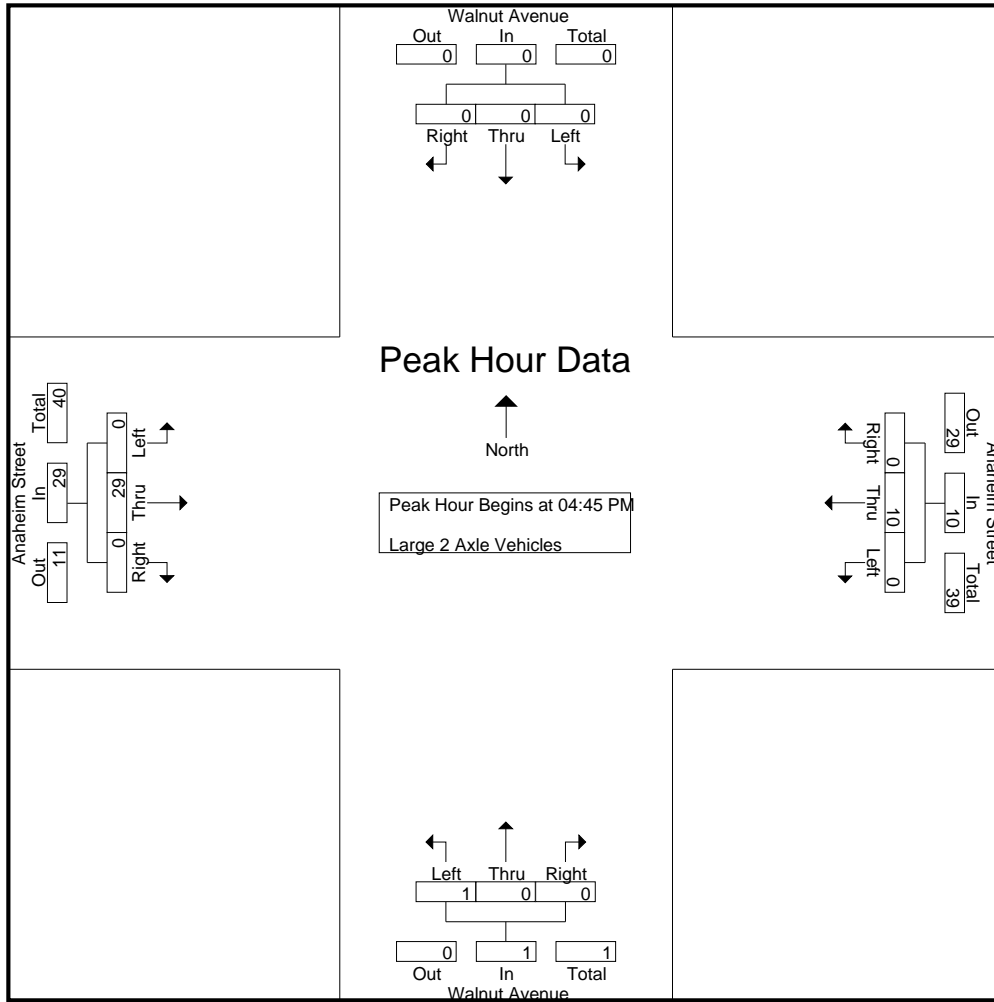 Walnut Avenue
Out In Total
0 0 0
0 0 0
Right Thru Left
Peak Hour Data
North
Peak Hour Begins at 04:45 PM
Large 2 Axle Vehicles
Anaheim Street
Out In Total
11 29 40
0 29 0
Left Thru Right
Anaheim Street
Out In Total
29 10 39
0 10 0
Right Thru Left
Left Thru Right
1 0 0
0 1 1
Out In Total
Walnut Avenue